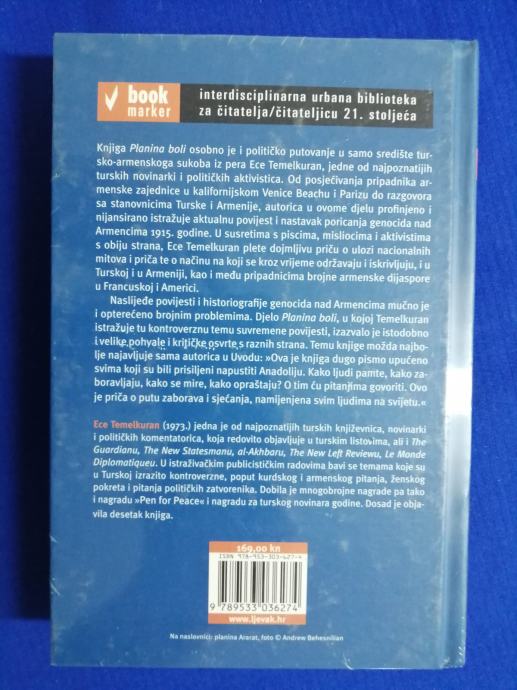 book
marker
interdisciplinarna urbana biblioteka
za čitatelja/čitateljicu 21. stoljeća
Knjiga Planina boli osobno je i političko putovanje u samo središte tur-
sko-armenskoga sukoba iz pera Ece Temelkuran, jedne od najpoznatijih
turskih novinarki i političkih aktivistica. Od posjećivanja pripadnika ar-
menske zajednice u kalifornijskom Venice Beachu i Parizu do razgovora
sa stanovnicima Turske i Armenije, autorica u ovome djelu profinjeno i
nijansirano istražuje aktualnu povijest i nastavak poricanja genocida nad
Armencima 1915. godine. U susretima s piscima, misliocima i aktivistima
s obiju strana, Ece Temelkuran plete dojmljivu priču o ulozi nacionalnih
mitova i priča te o načinu na koji se kroz vrijeme održavaju i iskrivljuju, i u
Turskoj i u Armeniji, kao i među pripadnicima brojne armenske dijaspore
u Francuskoj i Americi.
Naslijeđe povijesti i historiografije genocida nad Armencima mučno je
i opterećeno brojnim problemima. Djelo Planina boli, u kojoj Temelkuran
istražuje tu kontroverznu temu suvremene povijesti, izazvalo je istodobno
i velike pohvale i kritičke osvrte s raznih strana. Temu knjige možda najbo-
lje najavljuje sama autorica u Uvodu: »Ova je knjiga dugo pismo upućeno
svima koji su bili prisiljeni napustiti Anadoliju. Kako ljudi pamte, kako za-
boravljaju, kako se mire, kako opraštaju? O tim ću pitanjima govoriti. Ovo
je priča o putu zaborava i sjećanja, namijenjena svim ljudima na svijetu.«
Ece Temelkuran (1973.) jedna je od najpoznatijih turskih književnica, novinarki
i političkih komentatorica, koja redovito objavljuje u turskim listovima, ali i The
Guardianu, The New Statesmanu, al-Akhbaru, The New Left Reviewu, Le Monde
Diplomatiqueu. U istraživačkim publicističkim radovima bavi se temama koje su
u Turskoj izrazito kontroverzne, poput kurdskog i armenskog pitanja, ženskog
pokreta i pitanja političkih zatvorenika. Dobila je mnogobrojne nagrade pa tako
i nagradu »Pen for Peace« i nagradu za turskog novinara godine. Dosad je obja-
vila desetak knjiga.
169,00 kn
ISBN 978-953-303-627-4
9 789533 036274
www.ljevak.hr
Na naslovnici: planina Ararat, foto © Andrew Behesnilian